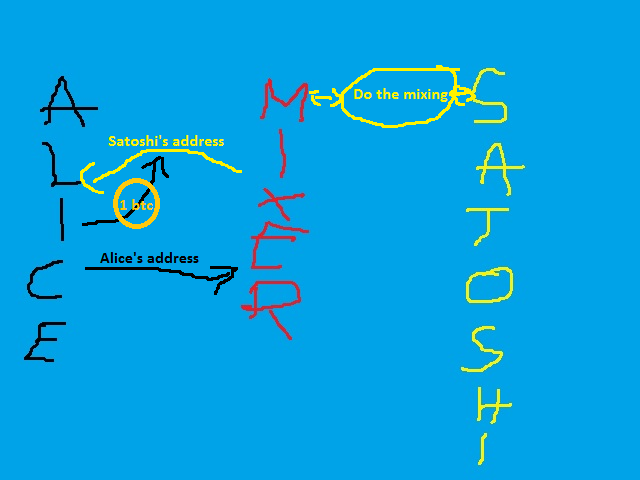 ALICE
MIXER
SATOSHI
Do the mixing
Satoshi's address
1 btc
Alice's address